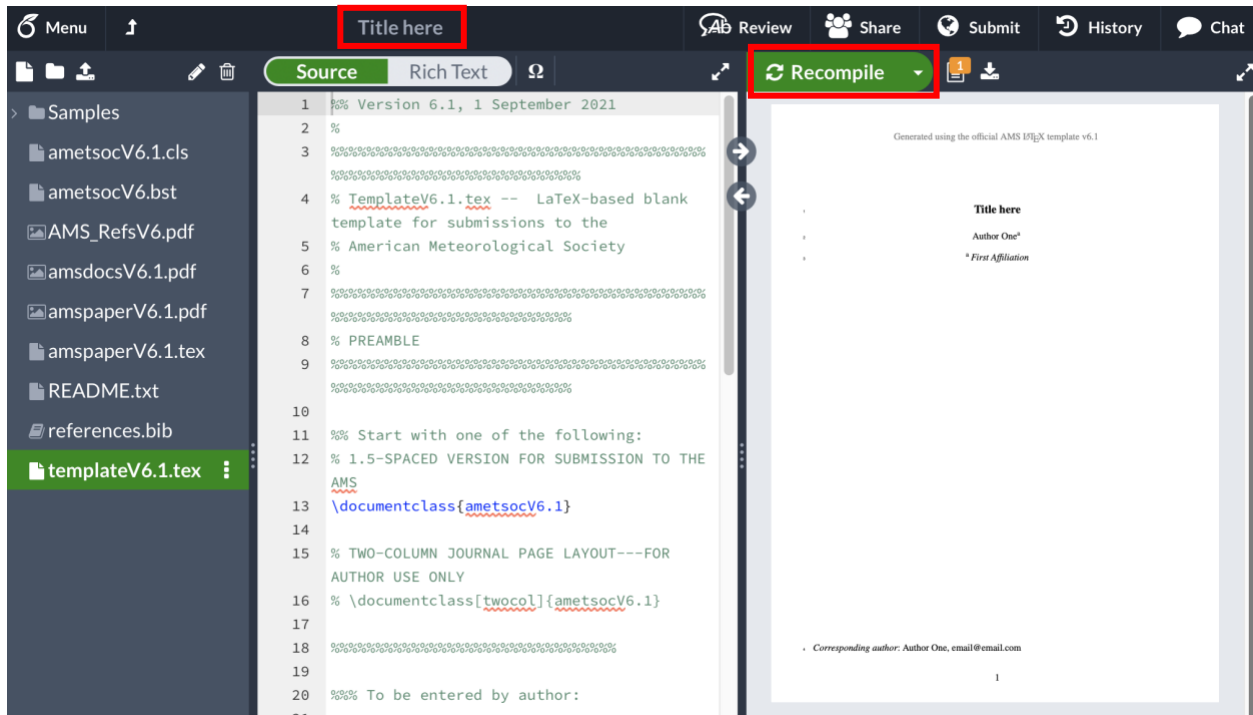 Menu
Title here
Ab Review
Share
Submit
History
Chat
Source
Rich Text
Ω
Recompile
1
Samples
ametsocV6.1.cls
ametsocV6.bst
AMS_RefsV6.pdf
amsdocsV6.1.pdf
amspaperV6.1.pdf
amspaperV6.1.tex
README.txt
references.bib
templateV6.1.tex
1 %% Version 6.1, 1 September 2021
2 %
3 %%%%%%%%%%%%%%%%%%%%%%%%%%%%%%%%%%%%%%%%%%%%%%%
%%%%%%%%%%%%%%%%%%%%%%%%%%%%%%%
4 % TemplateV6.1.tex -- LaTeX-based blank
template for submissions to the
5 % American Meteorological Society
6 %
7 %%%%%%%%%%%%%%%%%%%%%%%%%%%%%%%%%%%%%%%%%%%%%%%
%%%%%%%%%%%%%%%%%%%%%%%%%%%%%%
8 % PREAMBLE
9 %%%%%%%%%%%%%%%%%%%%%%%%%%%%%%%%%%%%%%%%%%%%%%%
%%%%%%%%%%%%%%%%%%%%%%%%%%%%%%
10
11 %% Start with one of the following:
12 % 1.5-SPACED VERSION FOR SUBMISSION TO THE
AMS
13 \documentclass{ametsocV6.1}
14
15 % TWO-COLUMN JOURNAL PAGE LAYOUT---FOR
AUTHOR USE ONLY
16 % \documentclass[twocol]{ametsocV6.1}
17
18 %%%%%%%%%%%%%%%%%%%%%%%%%%%%%%%%%%%%
19
20 %%% To be entered by author:
Generated using the official AMS LATEX template v6.1
Title here
Author Oneᵃ
ᵃ First Affiliation
Corresponding author: Author One, email@email.com
1